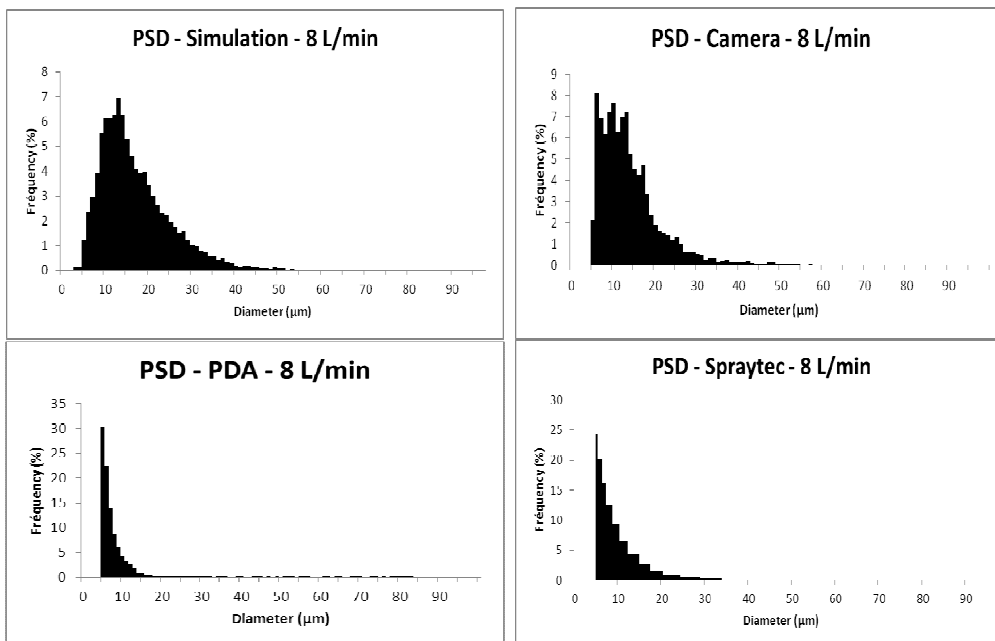 PSD - Simulation - 8 L/min
Fréquency (%)
8
7
6
5
4
3
2
1
0
0 10 20 30 40 50 60 70 80 90
Diameter (µm)
PSD - Camera - 8 L/min
Fréquency (%)
9
8
7
6
5
4
3
2
1
0
0 10 20 30 40 50 60 70 80 90
Diameter (µm)
PSD - PDA - 8 L/min
Fréquency (%)
35
30
25
20
15
10
5
0
0 10 20 30 40 50 60 70 80 90
Diameter (µm)
PSD - Spraytec - 8 L/min
Fréquency (%)
30
25
20
15
10
5
0
0 10 20 30 40 50 60 70 80 90
Diameter (µm)